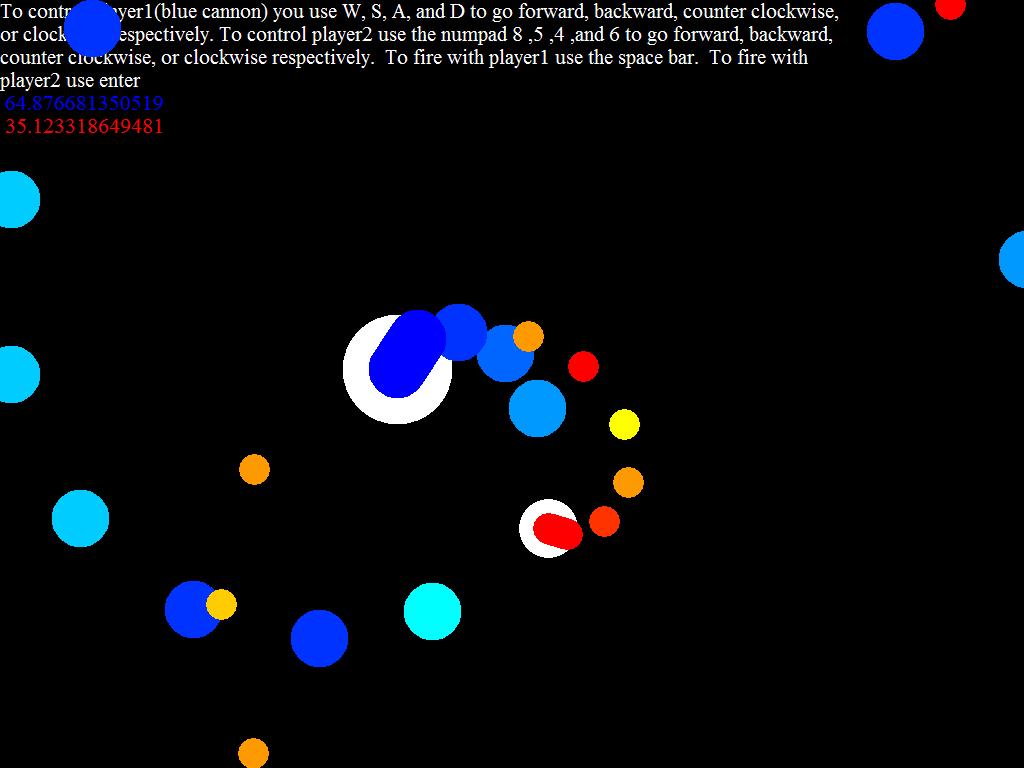 To contr yer1(blue cannon) you use W, S, A, and D to go forward, backward, counter clockwise,
or clock espectively. To control player2 use the numpad 8 ,5 ,4 ,and 6 to go forward, backward,
counter clockwise, or clockwise respectively.  To fire with player1 use the space bar.  To fire with
player2 use enter
64.876681350519
35.123318649481